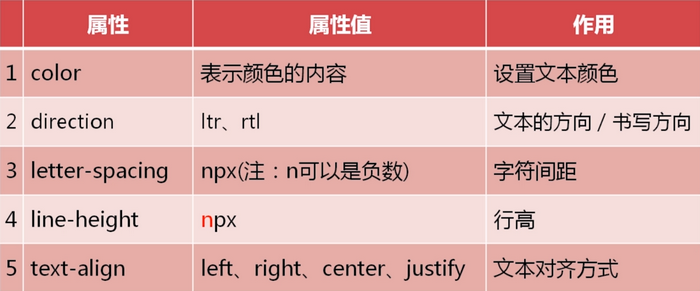 属性 属性值 作用
1 color 表示颜色的内容 设置文本颜色
2 direction ltr、rtl 文本的方向 / 书写方向
3 letter-spacing npx(注：n可以是负数) 字符间距
4 line-height npx 行高
5 text-align left、right、center、justify 文本对齐方式